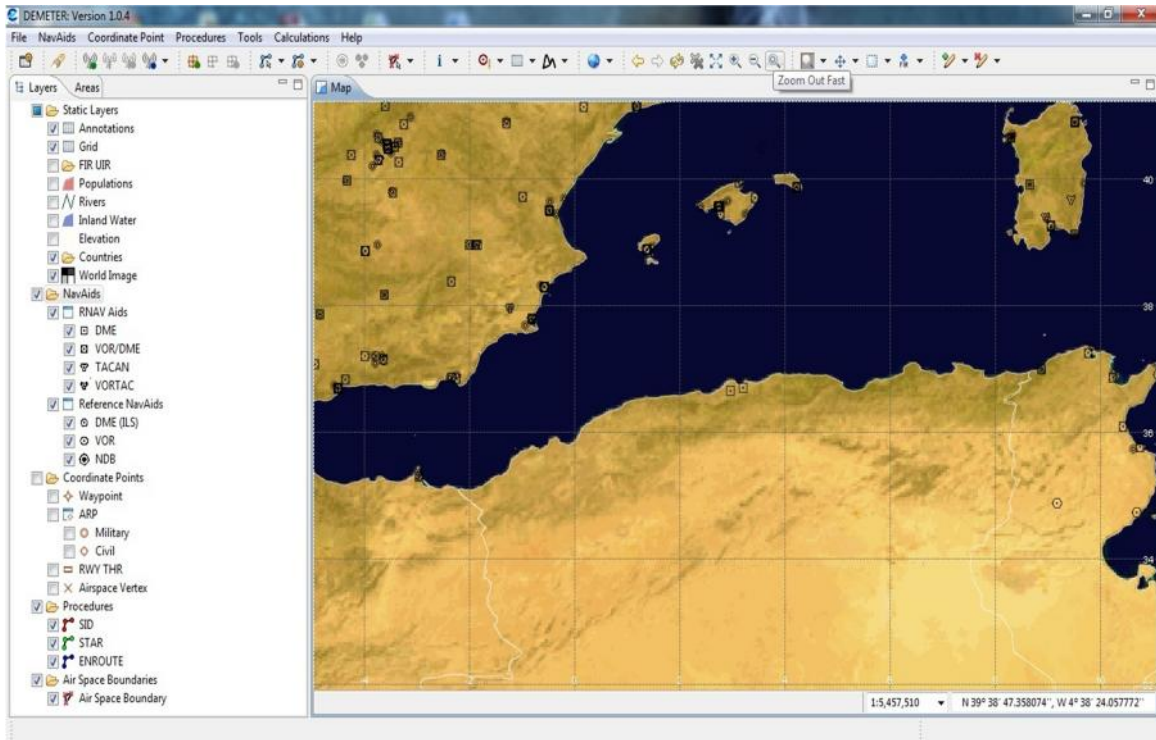 DEMETER: Version 1.0.4
File NavAids Coordinate Point Procedures Tools Calculations Help
Zoom Out Fast
Layers Areas
Map
Static Layers
Annotations
Grid
FIR UIR
Populations
Rivers
Inland Water
Elevation
Countries
World Image
NavAids
RNAV Aids
DME
VOR/DME
TACAN
VORTAC
Reference NavAids
DME (ILS)
VOR
NDB
Coordinate Points
Waypoint
ARP
Military
Civil
RWY THR
Airspace Vertex
Procedures
SID
STAR
ENROUTE
Air Space Boundaries
Air Space Boundary
40
38
36
34
1:5,457,510 N 39º 38' 47.358074'', W 4º 38' 24.057772''